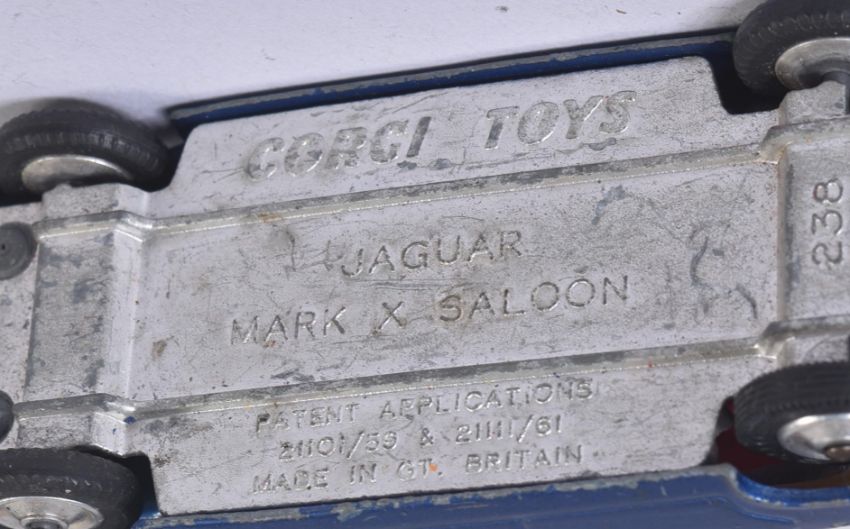 CORGI TOYS
JAGUAR
MARK X SALOON
238
PATENT APPLICATIONS
21101/59 & 21111/61
MADE IN GT. BRITAIN